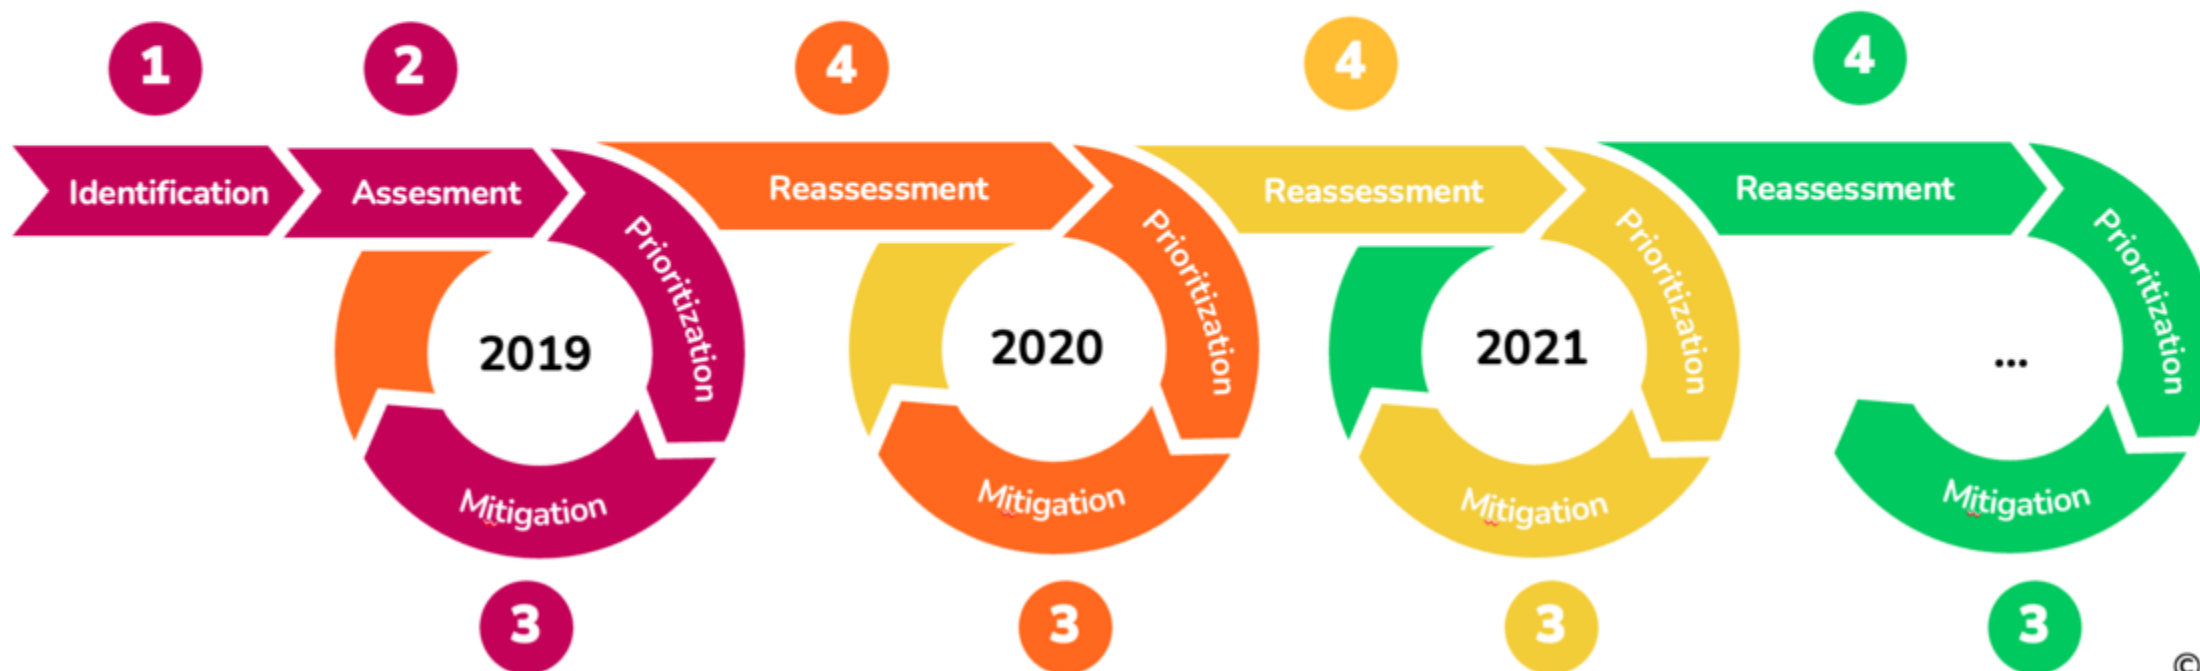 1
2
4
4
4
Identification
Assesment
Reassessment
Reassessment
Reassessment
Prioritization
Prioritization
Prioritization
Prioritization
2019
2020
2021
...
Mitigation
Mitigation
Mitigation
Mitigation
3
3
3
3
©